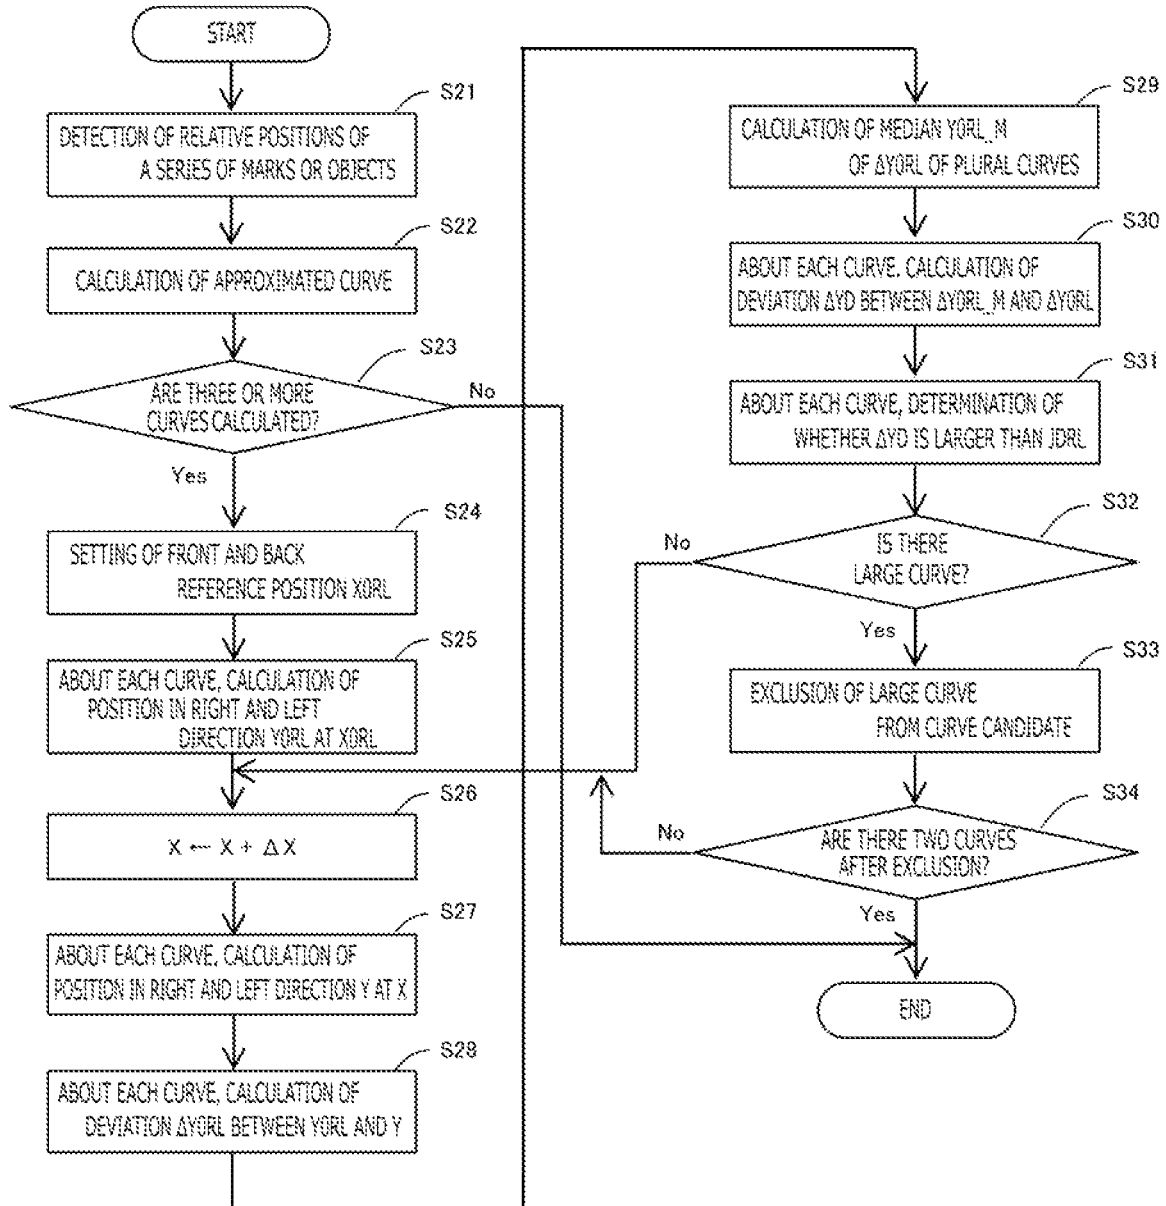 START
S21
DETECTION OF RELATIVE POSITIONS OF
A SERIES OF MARKS OR OBJECTS
S22
CALCULATION OF APPROXIMATED CURVE
S23
ARE THREE OR MORE
CURVES CALCULATED?
No
Yes
S24
SETTING OF FRONT AND BACK
REFERENCE POSITION X0RL
S25
ABOUT EACH CURVE, CALCULATION OF
POSITION IN RIGHT AND LEFT
DIRECTION Y0RL AT X0RL
S26
X ← X + ΔX
S27
ABOUT EACH CURVE, CALCULATION OF
POSITION IN RIGHT AND LEFT DIRECTION Y AT X
S28
ABOUT EACH CURVE, CALCULATION OF
DEVIATION ΔY0RL BETWEEN Y0RL AND Y
S29
CALCULATION OF MEDIAN Y0RL_M
OF ΔY0RL OF PLURAL CURVES
S30
ABOUT EACH CURVE, CALCULATION OF
DEVIATION ΔYD BETWEEN ΔY0RL_M AND ΔY0RL
S31
ABOUT EACH CURVE, DETERMINATION OF
WHETHER ΔYD IS LARGER THAN JDRL
S32
IS THERE
LARGE CURVE?
No
Yes
S33
EXCLUSION OF LARGE CURVE
FROM CURVE CANDIDATE
S34
ARE THERE TWO CURVES
AFTER EXCLUSION?
No
Yes
END